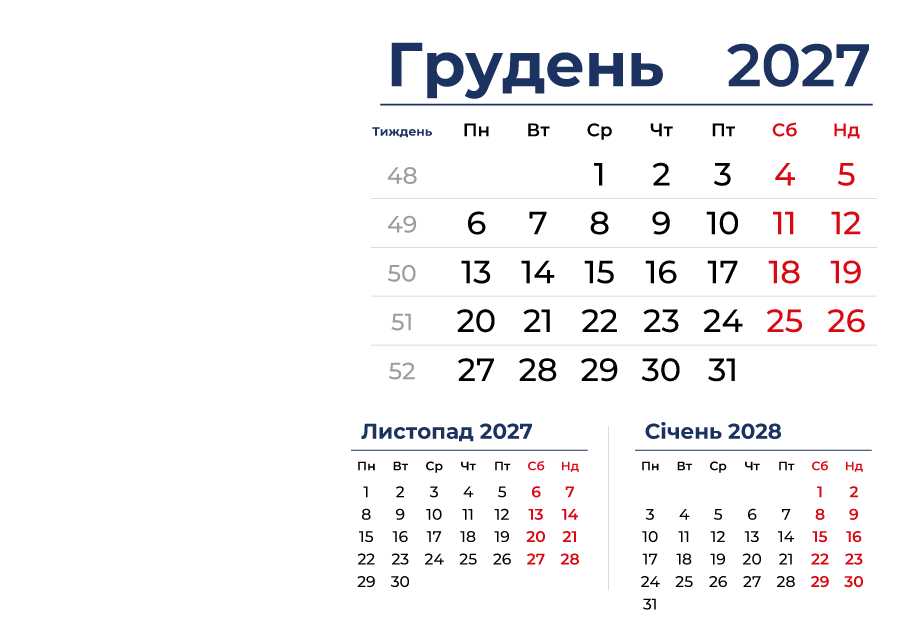 Грудень 2027
Тиждень Пн Вт Ср Чт Пт Сб Нд
48 1 2 3 4 5
49 6 7 8 9 10 11 12
50 13 14 15 16 17 18 19
51 20 21 22 23 24 25 26
52 27 28 29 30 31
Листопад 2027
Пн Вт Ср Чт Пт Сб Нд
1 2 3 4 5 6 7
8 9 10 11 12 13 14
15 16 17 18 19 20 21
22 23 24 25 26 27 28
29 30
Січень 2028
Пн Вт Ср Чт Пт Сб Нд
1 2
3 4 5 6 7 8 9
10 11 12 13 14 15 16
17 18 19 20 21 22 23
24 25 26 27 28 29 30
31